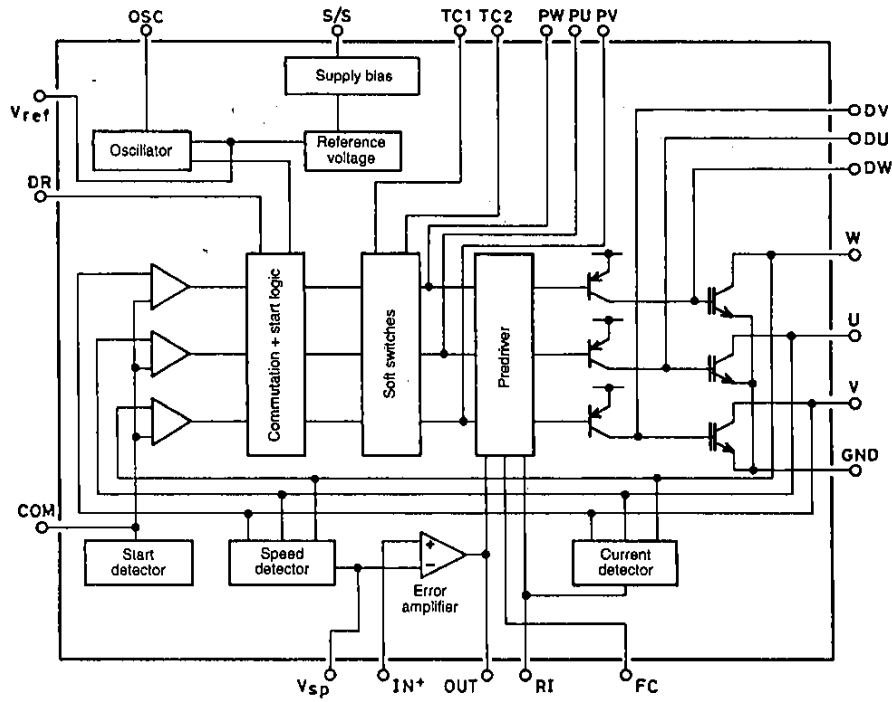 OSC S/S TC1 TC2 PW PU PV
Supply bias
Vref
DV
Oscillator
Reference
voltage
DU
DW
DR
W
Commutation + start logic
Soft switches
Predriver
U
V
GND
COM
Start
detector
Speed
detector
+
−
Error
amplifier
Current
detector
Vsp IN+ OUT RI FC